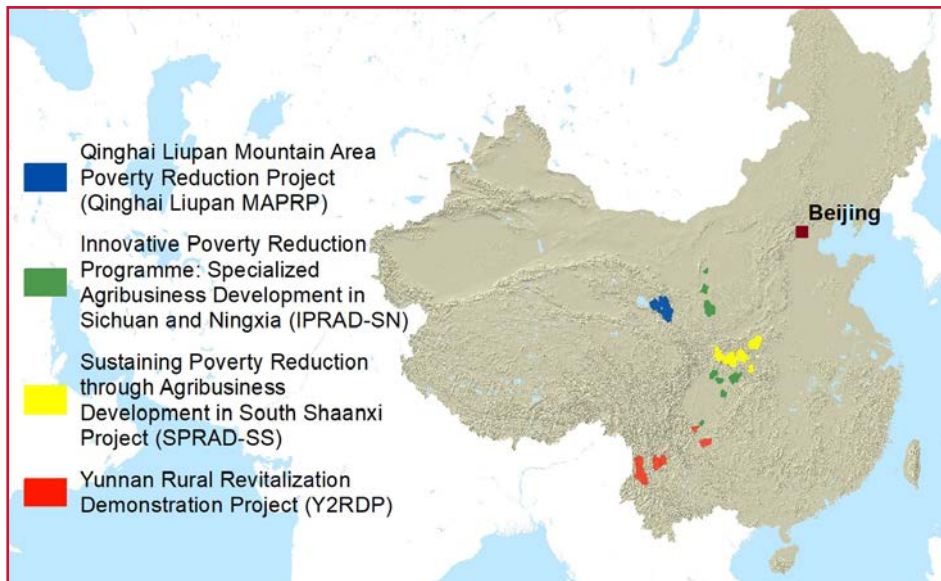 Qinghai Liupan Mountain Area
Poverty Reduction Project
(Qinghai Liupan MAPRP)
Innovative Poverty Reduction
Programme: Specialized
Agribusiness Development in
Sichuan and Ningxia (IPRAD-SN)
Sustaining Poverty Reduction
through Agribusiness
Development in South Shaanxi
Project (SPRAD-SS)
Yunnan Rural Revitalization
Demonstration Project (Y2RDP)
Beijing